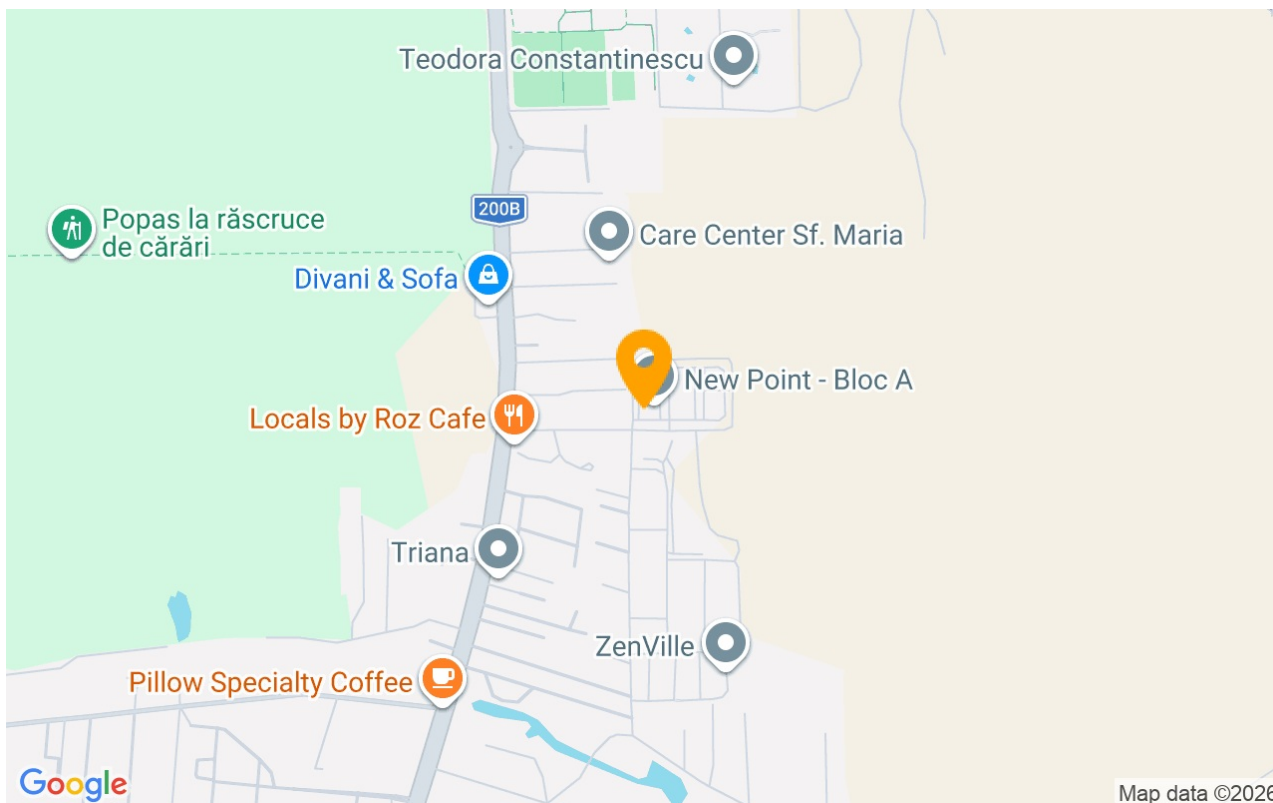 Teodora Constantinescu
200B
Popas la răscruce
de cărări
Care Center Sf. Maria
Divani & Sofa
New Point - Bloc A
Locals by Roz Cafe
Triana
ZenVille
Pillow Specialty Coffee
Google
Map data ©2026